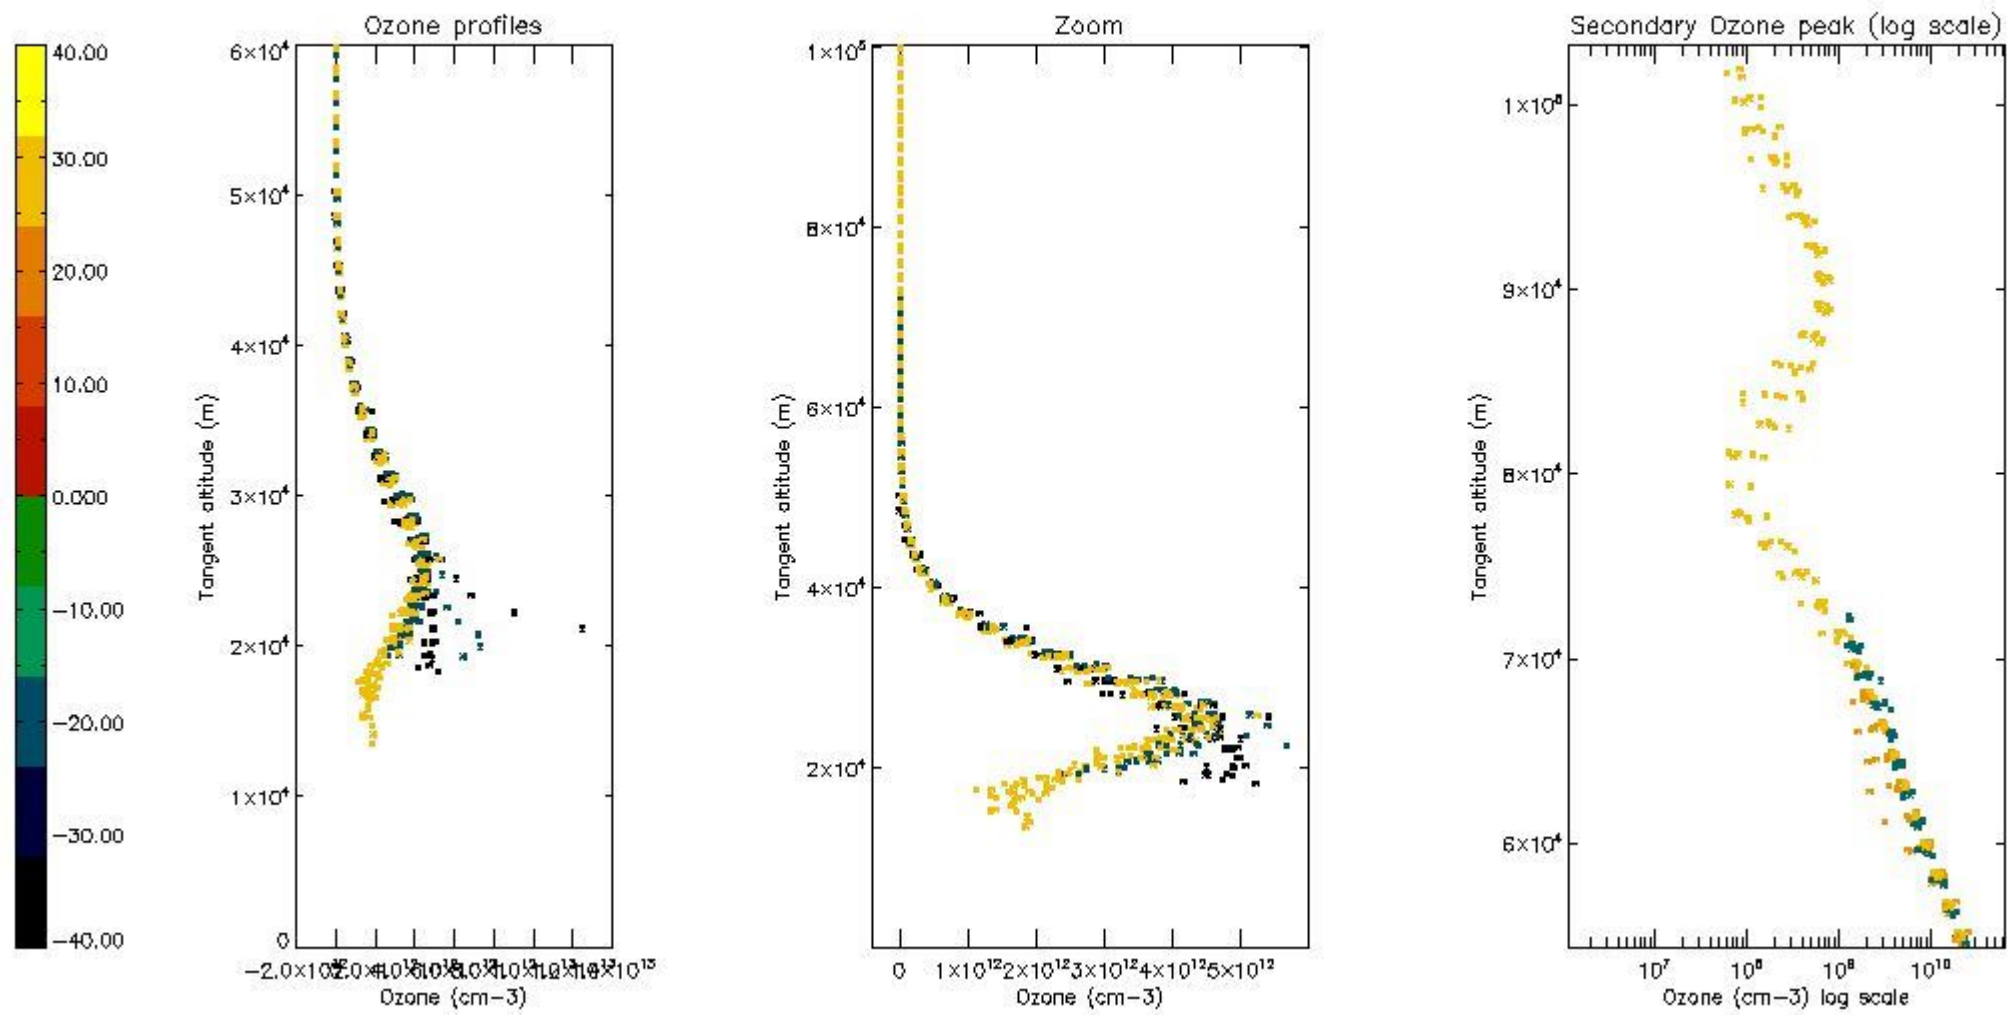 Ozone profiles
Zoom
Secondary Ozone peak (log scale)
40.00
30.00
20.00
10.00
0.000
−10.00
−20.00
−30.00
−40.00
6×10⁴
5×10⁴
4×10⁴
3×10⁴
2×10⁴
1×10⁴
0
Tangent altitude (m)
Ozone (cm−3)
1×10⁵
8×10⁴
6×10⁴
4×10⁴
2×10⁴
Tangent altitude (m)
0 1×10¹² 2×10¹² 3×10¹² 4×10¹² 5×10¹²
Ozone (cm−3)
9×10⁴
8×10⁴
7×10⁴
6×10⁴
Tangent altitude (m)
10⁷ 10⁸ 10⁹ 10¹⁰
Ozone (cm−3) log scale